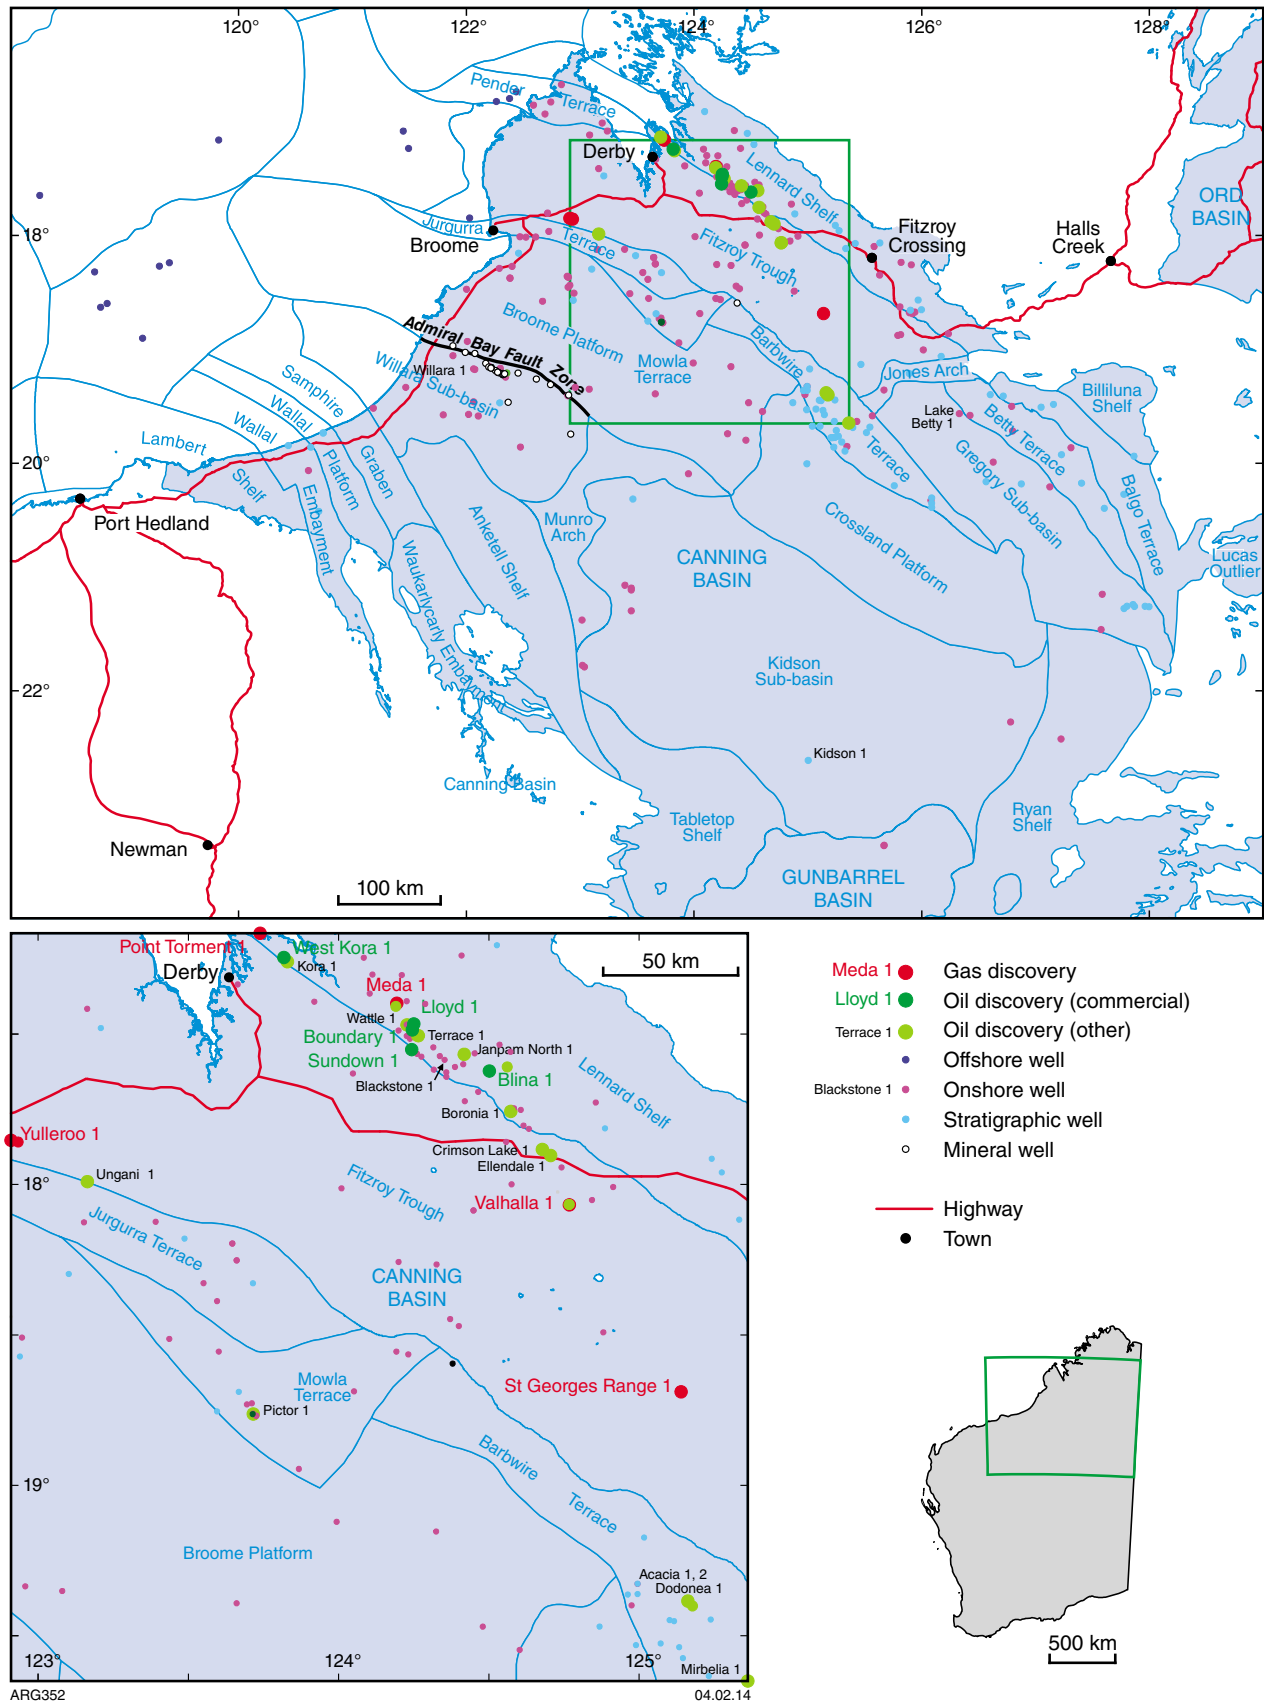 120°
122°
124°
126°
128°
Pender
Terrace
Derby
Lennard Shelf
ORD
BASIN
Jurgurra
Terrace
Broome
18°
Fitzroy Trough
Fitzroy
Crossing
Halls
Creek
Broome Platform
Admiral Bay Fault Zone
Barbwire
Terrace
Mowla
Terrace
Willara 1
Willara Sub-basin
Jones Arch
Billiluna
Shelf
Samphire
Graben
Wallal
Platform
Wallal
Embayment
Lambert
Shelf
Lake
Betty 1
Betty Terrace
Gregory Sub-basin
Balgo Terrace
20°
Port Hedland
Anketell Shelf
Munro
Arch
Waukarlycarly Embayment
CANNING
BASIN
Crossland Platform
Lucas
Outlier
22°
Kidson
Sub-basin
Kidson 1
Canning Basin
Tabletop
Shelf
Ryan
Shelf
Newman
100 km
GUNBARREL
BASIN
Point Torment 1
West Kora 1
Derby
Kora 1
50 km
Meda 1
Lloyd 1
Wattle 1
Boundary 1
Terrace 1
Sundown 1
Janpam North 1
Blackstone 1
Blina 1
Lennard Shelf
Boronia 1
Yulleroo 1
Crimson Lake 1
Ellendale 1
Ungani 1
18°
Fitzroy Trough
Valhalla 1
Jurgurra Terrace
CANNING
BASIN
Mowla
Terrace
St Georges Range 1
Pictor 1
Barbwire
Terrace
19°
Broome Platform
Acacia 1, 2
Dodonea 1
Mirbelia 1
123°
124°
125°
ARG352
04.02.14
Meda 1
Gas discovery
Lloyd 1
Oil discovery (commercial)
Terrace 1
Oil discovery (other)
Offshore well
Blackstone 1
Onshore well
Stratigraphic well
Mineral well
Highway
Town
500 km